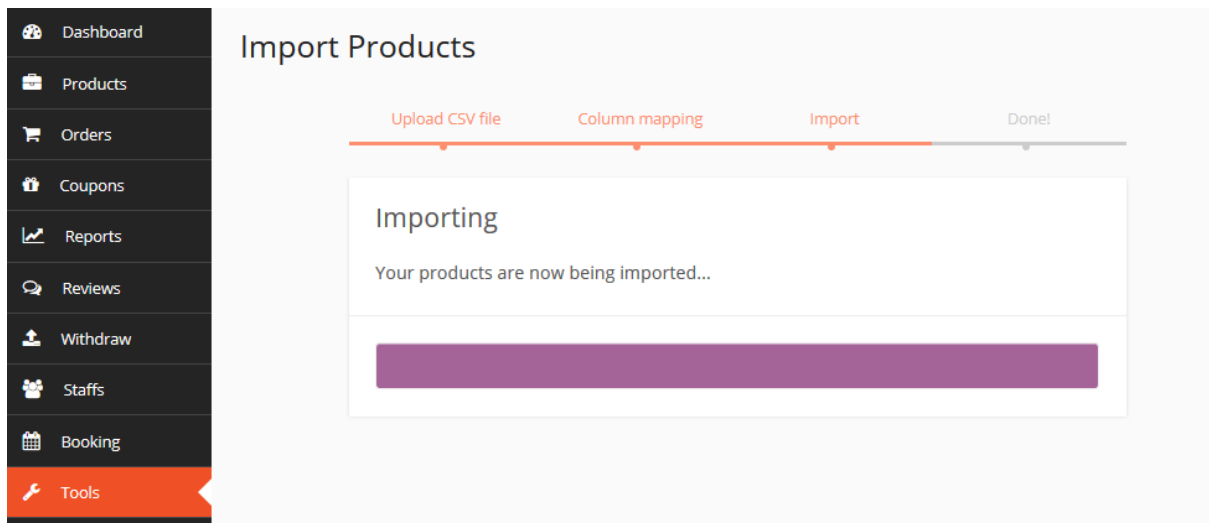 Dashboard
Products
Orders
Coupons
Reports
Reviews
Withdraw
Staffs
Booking
Tools
Import Products
Upload CSV file
Column mapping
Import
Done!
Importing
Your products are now being imported...